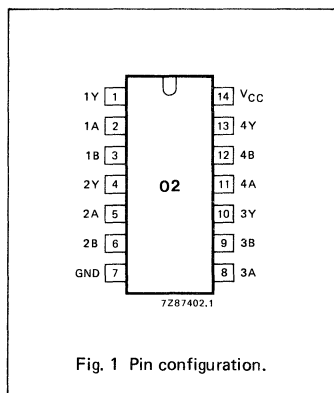 1Y 1 14 VCC
1A 2 13 4Y
1B 3 12 4B
2Y 4 02 11 4A
2A 5 10 3Y
2B 6 9 3B
GND 7 8 3A
7Z87402.1
Fig. 1 Pin configuration.